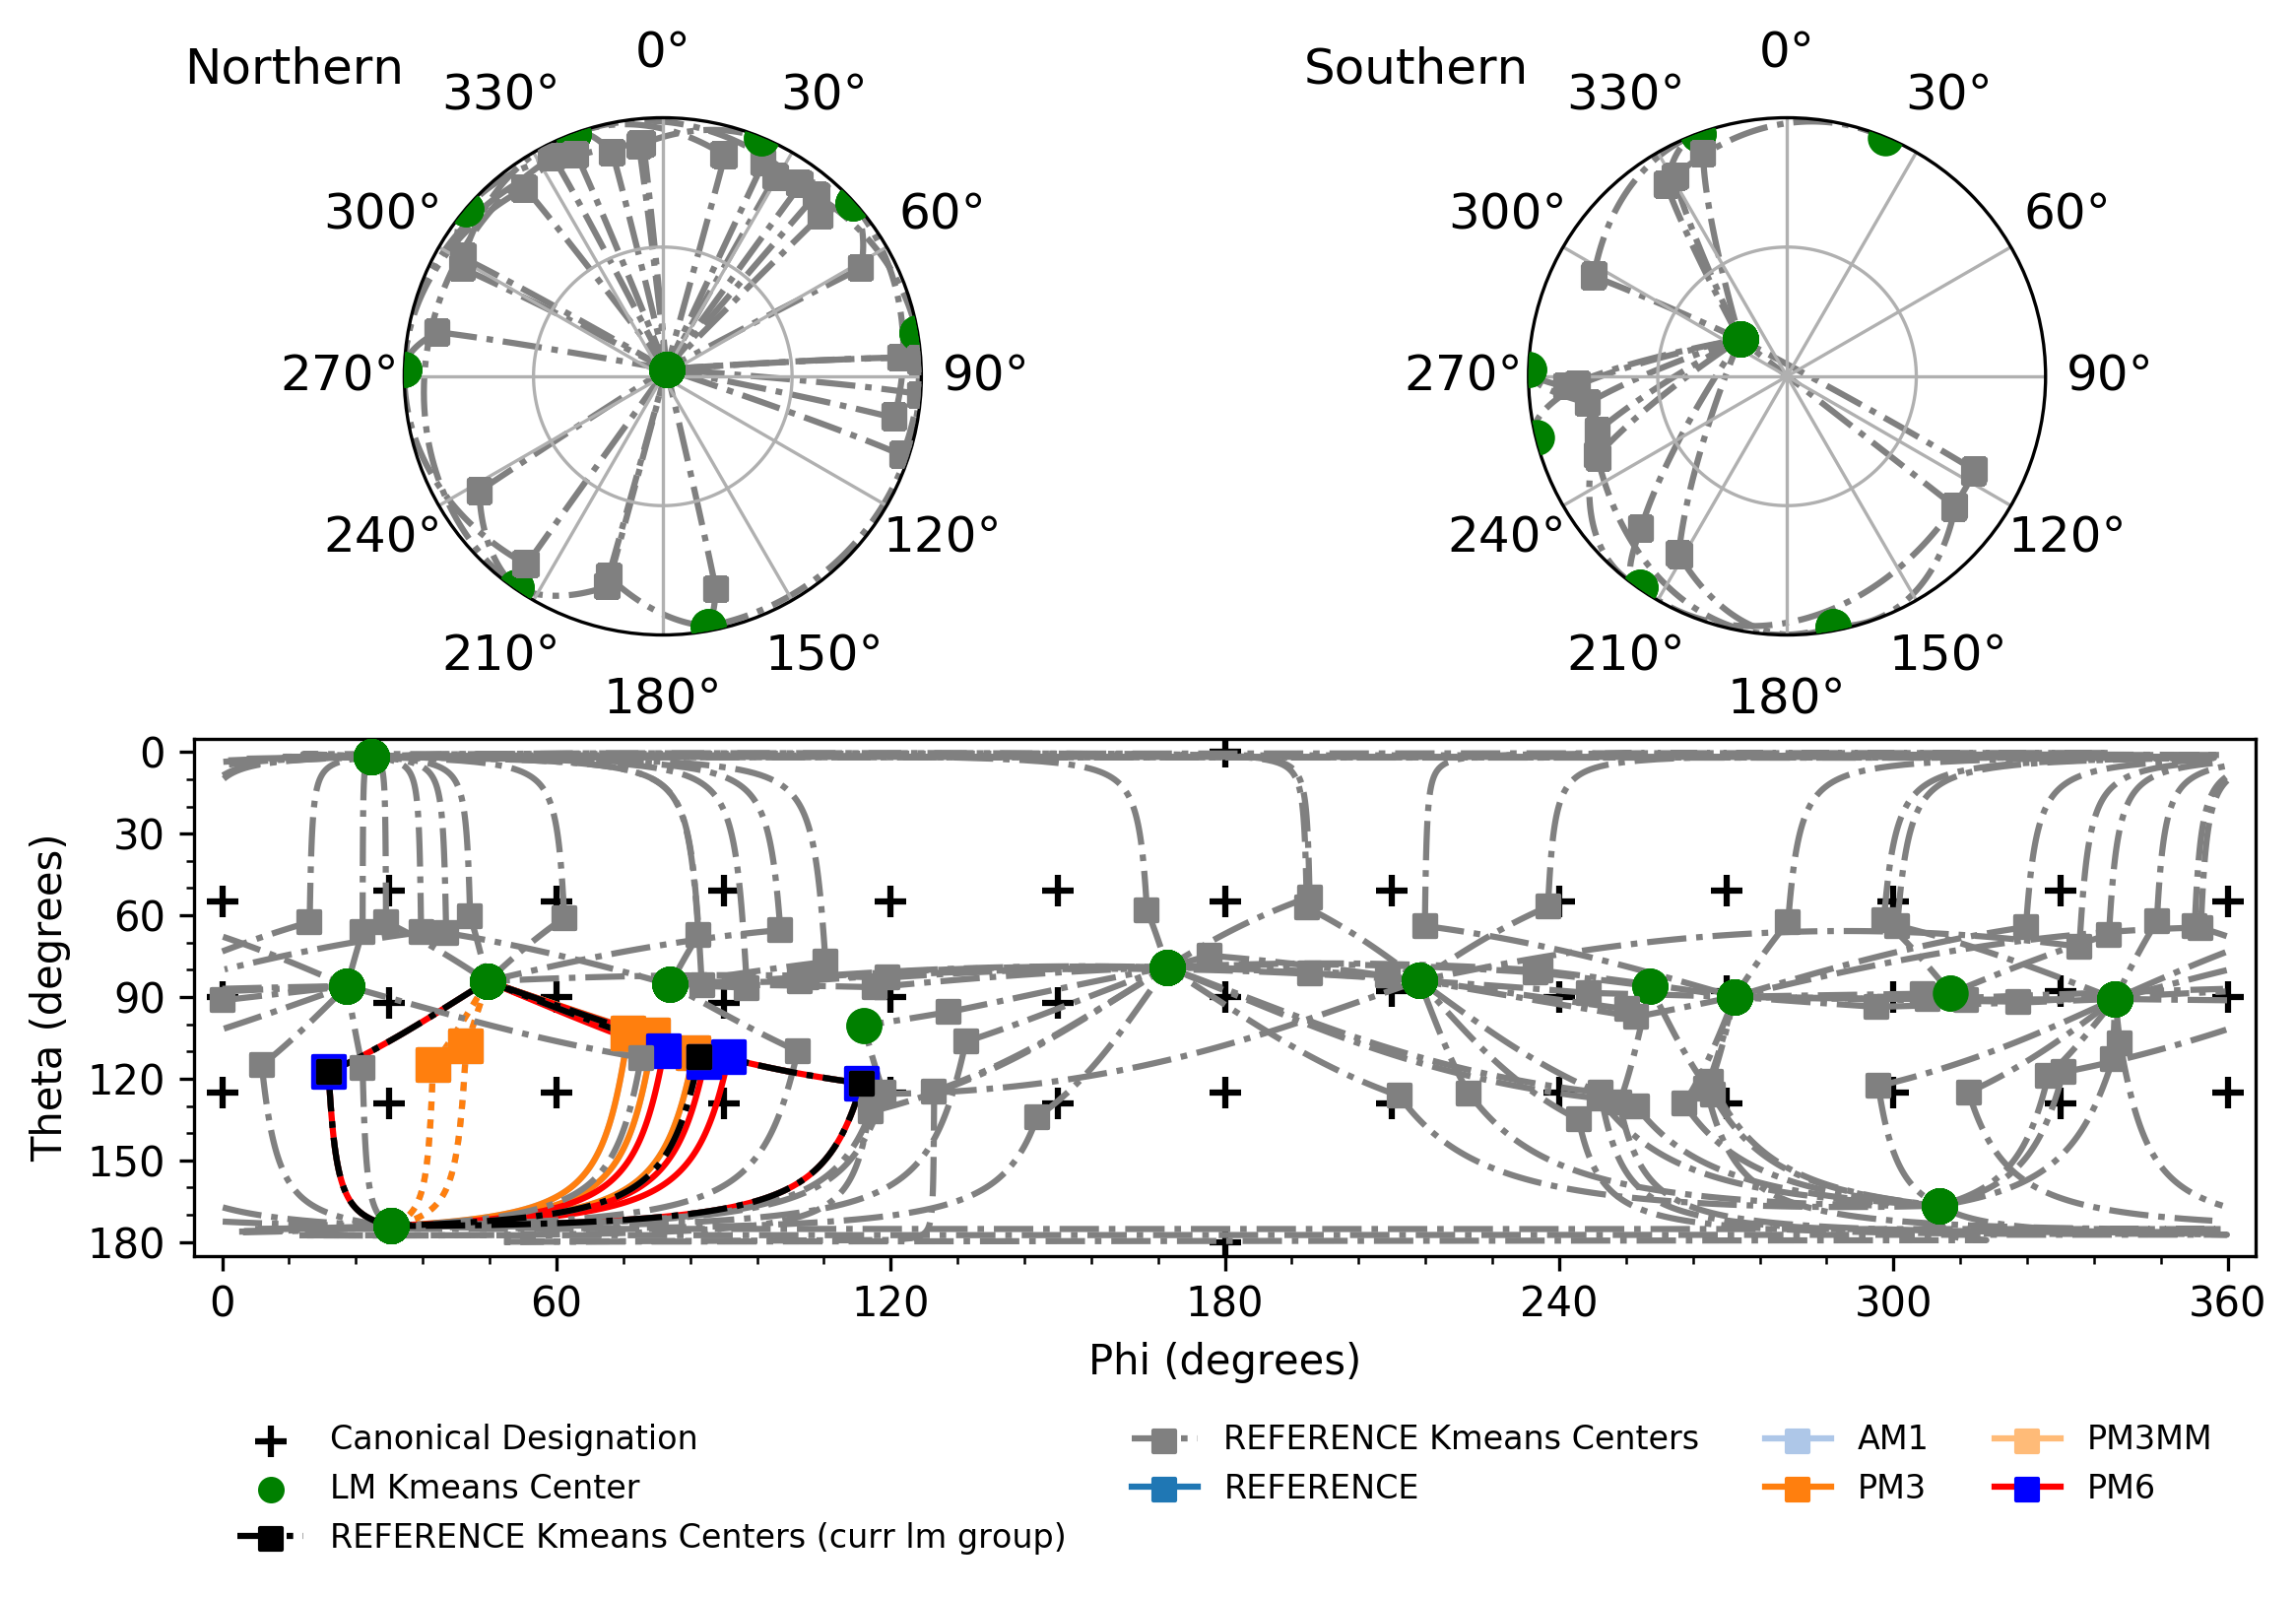 Northern
0°
30°
60°
90°
120°
150°
180°
210°
240°
270°
300°
330°
Southern
0°
30°
60°
90°
120°
150°
180°
210°
240°
270°
300°
330°
Theta (degrees)
0
30
60
90
120
150
180
0 60 120 180 240 300 360
Phi (degrees)
Canonical Designation
LM Kmeans Center
REFERENCE Kmeans Centers (curr lm group)
REFERENCE Kmeans Centers
REFERENCE
AM1
PM3
PM3MM
PM6